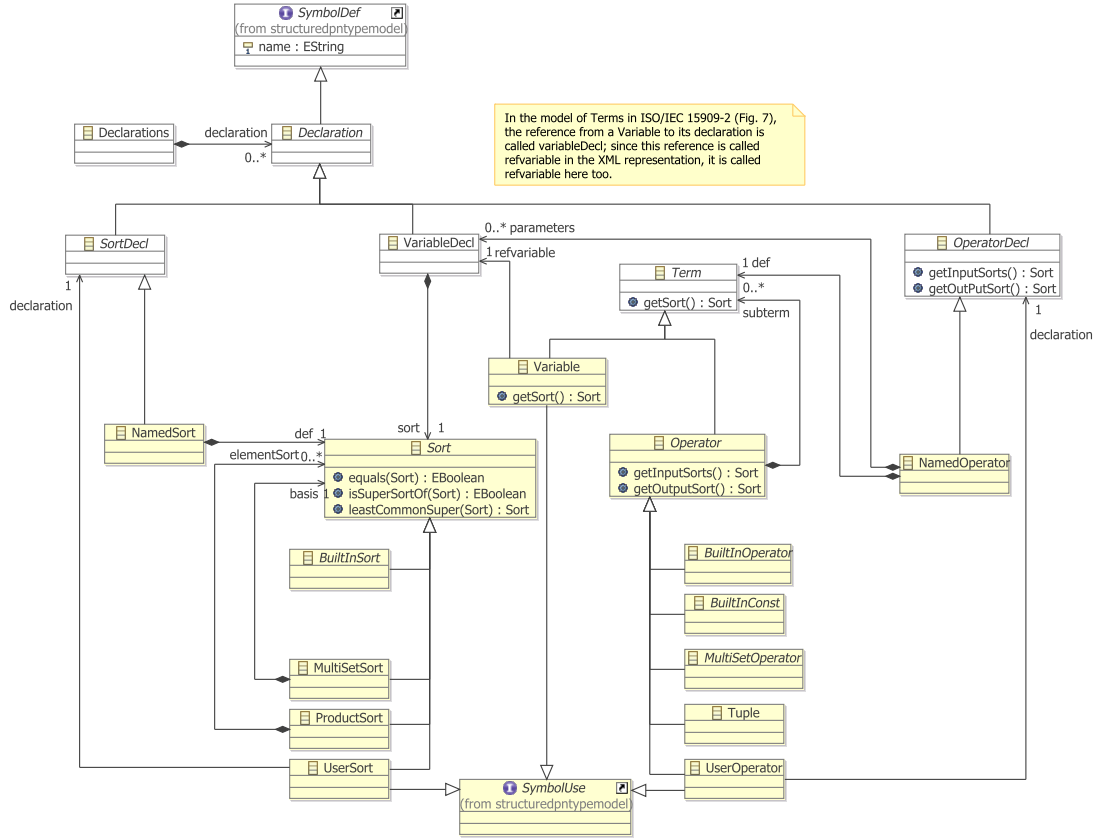 SymbolDef
(from structuredpntypemodel)
name : EString
Declarations
declaration
0..*
Declaration
In the model of Terms in ISO/IEC 15909-2 (Fig. 7),
the reference from a Variable to its declaration is
called variableDecl; since this reference is called
refvariable in the XML representation, it is called
refvariable here too.
SortDecl
VariableDecl
0..* parameters
1 refvariable
OperatorDecl
getInputSorts() : Sort
getOutPutSort() : Sort
Term
getSort() : Sort
1 def
0..*
subterm
1
declaration
1
declaration
Variable
getSort() : Sort
NamedSort
def 1
sort 1
elementSort 0..*
basis 1
Sort
equals(Sort) : EBoolean
isSuperSortOf(Sort) : EBoolean
leastCommonSuper(Sort) : Sort
Operator
getInputSorts() : Sort
getOutputSort() : Sort
NamedOperator
BuiltInSort
BuiltInOperator
BuiltInConst
MultiSetSort
MultiSetOperator
ProductSort
Tuple
UserSort
UserOperator
SymbolUse
(from structuredpntypemodel)